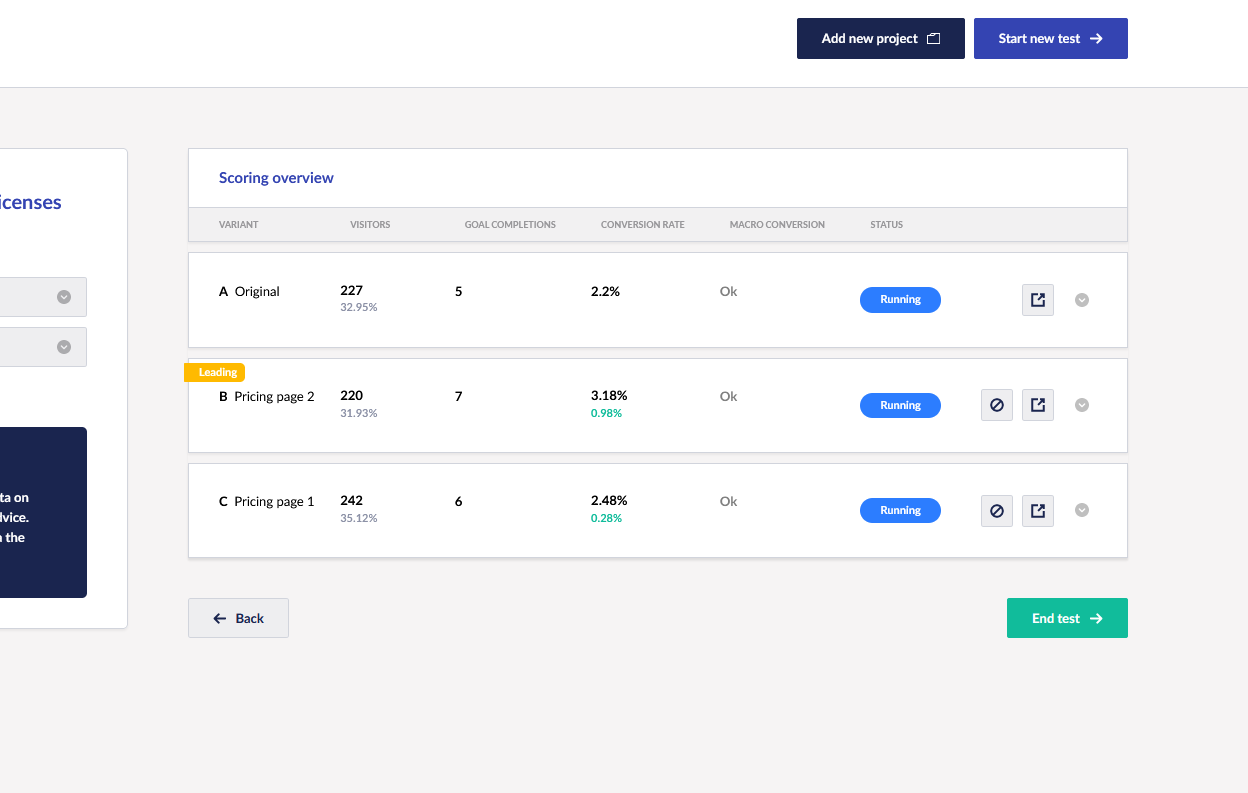 Add new project
Start new test
icenses
ta on
dvice.
the
Scoring overview
VARIANT VISITORS GOAL COMPLETIONS CONVERSION RATE MACRO CONVERSION STATUS
A Original 227 5 2.2% Ok Running
32.95%
Leading
B Pricing page 2 220 7 3.18% Ok Running
31.93% 0.98%
C Pricing page 1 242 6 2.48% Ok Running
35.12% 0.28%
Back
End test